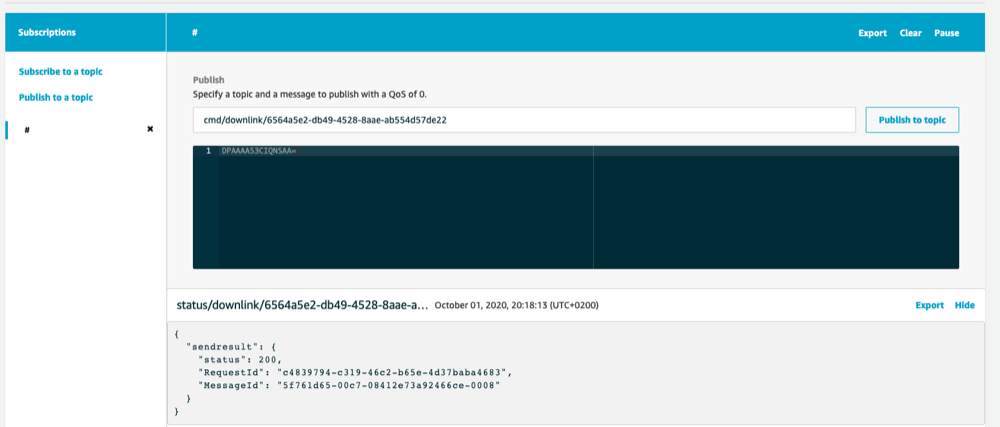 Subscriptions
#
Export Clear Pause
Subscribe to a topic
Publish to a topic
#
Publish
Specify a topic and a message to publish with a QoS of 0.
cmd/downlink/6564a5e2-db49-4528-8aae-ab554d57de22
Publish to topic
1
status/downlink/6564a5e2-db49-4528-8aae-a... October 01, 2020, 20:18:13 (UTC+0200)
Export Hide
{
"sendresult": {
"status": 200,
"RequestId": "c4839794-c319-46c2-b65e-4d37baba4683",
"MessageId": "5f761d65-00c7-08412e73a92466ce-0008"
}
}